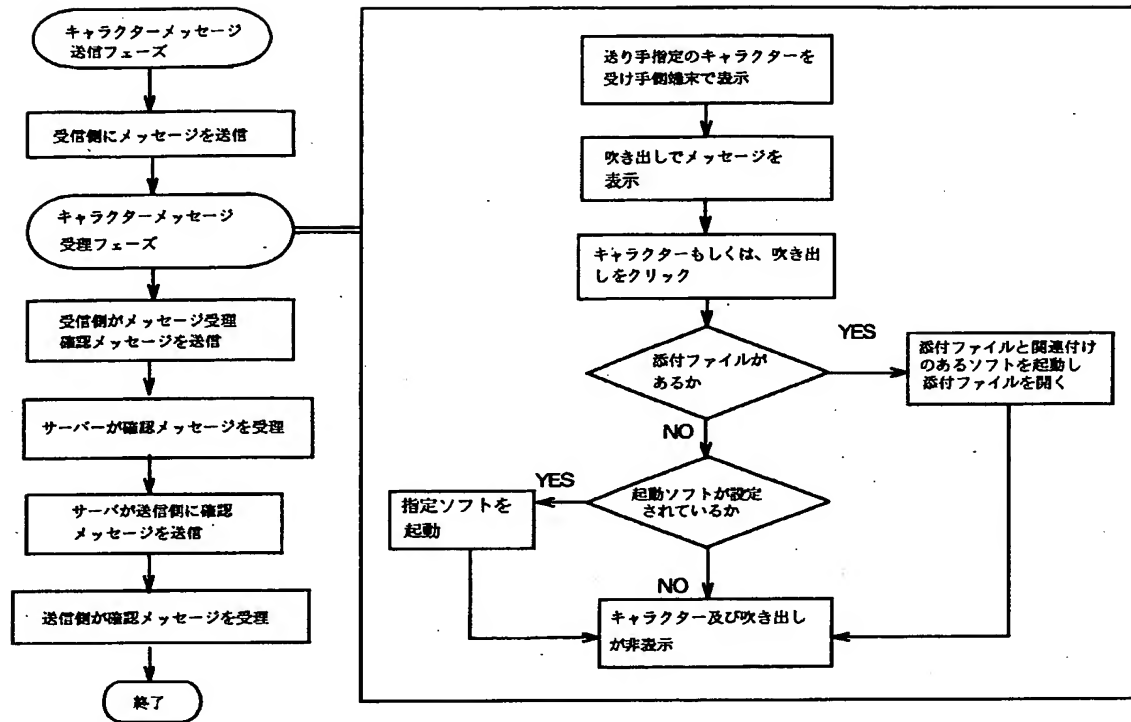 キャラクターメッセージ
送信フェーズ
受信側にメッセージを送信
キャラクターメッセージ
受理フェーズ
受信側がメッセージ受理
確認メッセージを送信
サーバーが確認メッセージを受理
サーバが送信側に確認
メッセージを送信
送信側が確認メッセージを受理
終了
送り手指定のキャラクターを
受け手側端末で表示
吹き出しでメッセージを
表示
キャラクターもしくは、吹き出
しをクリック
添付ファイルが
あるか
YES
添付ファイルと関連付け
のあるソフトを起動し
添付ファイルを開く
NO
起動ソフトが設定
されているか
YES
指定ソフトを
起動
NO
キャラクター及び吹き出し
が非表示